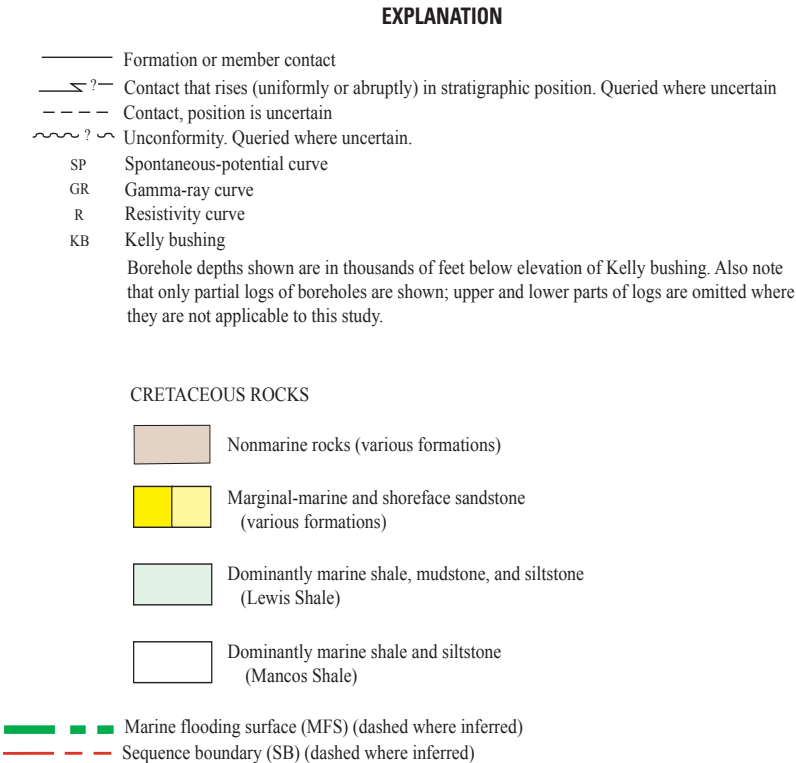 EXPLANATION
Formation or member contact
? Contact that rises (uniformly or abruptly) in stratigraphic position. Queried where uncertain
Contact, position is uncertain
? Unconformity. Queried where uncertain.
SP Spontaneous-potential curve
GR Gamma-ray curve
R Resistivity curve
KB Kelly bushing
Borehole depths shown are in thousands of feet below elevation of Kelly bushing. Also note
that only partial logs of boreholes are shown; upper and lower parts of logs are omitted where
they are not applicable to this study.
CRETACEOUS ROCKS
Nonmarine rocks (various formations)
Marginal-marine and shoreface sandstone
(various formations)
Dominantly marine shale, mudstone, and siltstone
(Lewis Shale)
Dominantly marine shale and siltstone
(Mancos Shale)
Marine flooding surface (MFS) (dashed where inferred)
Sequence boundary (SB) (dashed where inferred)